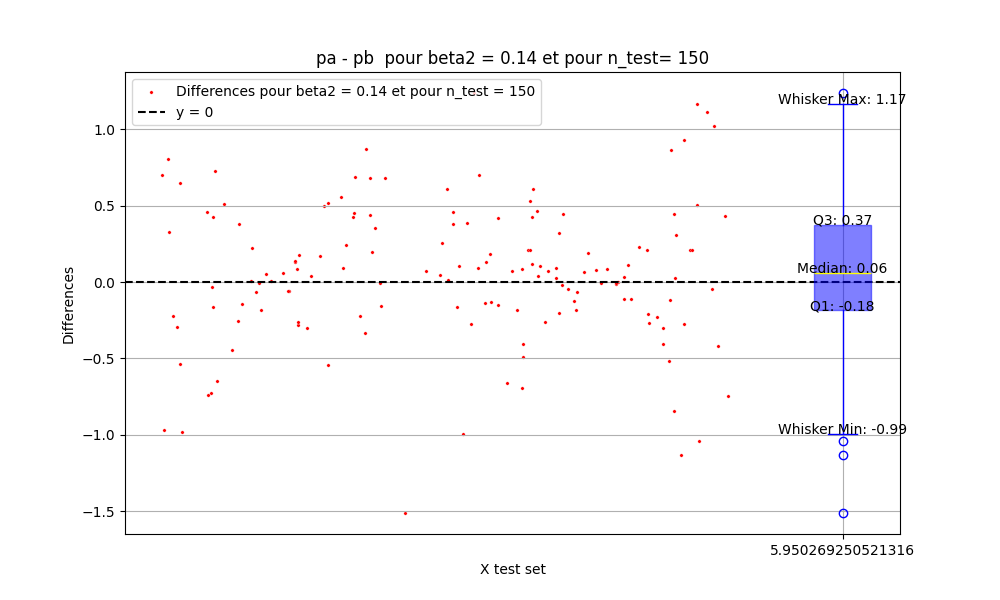 pa - pb  pour beta2 = 0.14 et pour n_test= 150
Differences pour beta2 = 0.14 et pour n_test = 150
y = 0
Whisker Max: 1.17
Q3: 0.37
Median: 0.06
Q1: -0.18
Whisker Min: -0.99
1.0
0.5
0.0
−0.5
−1.0
−1.5
Differences
5.950269250521316
X test set